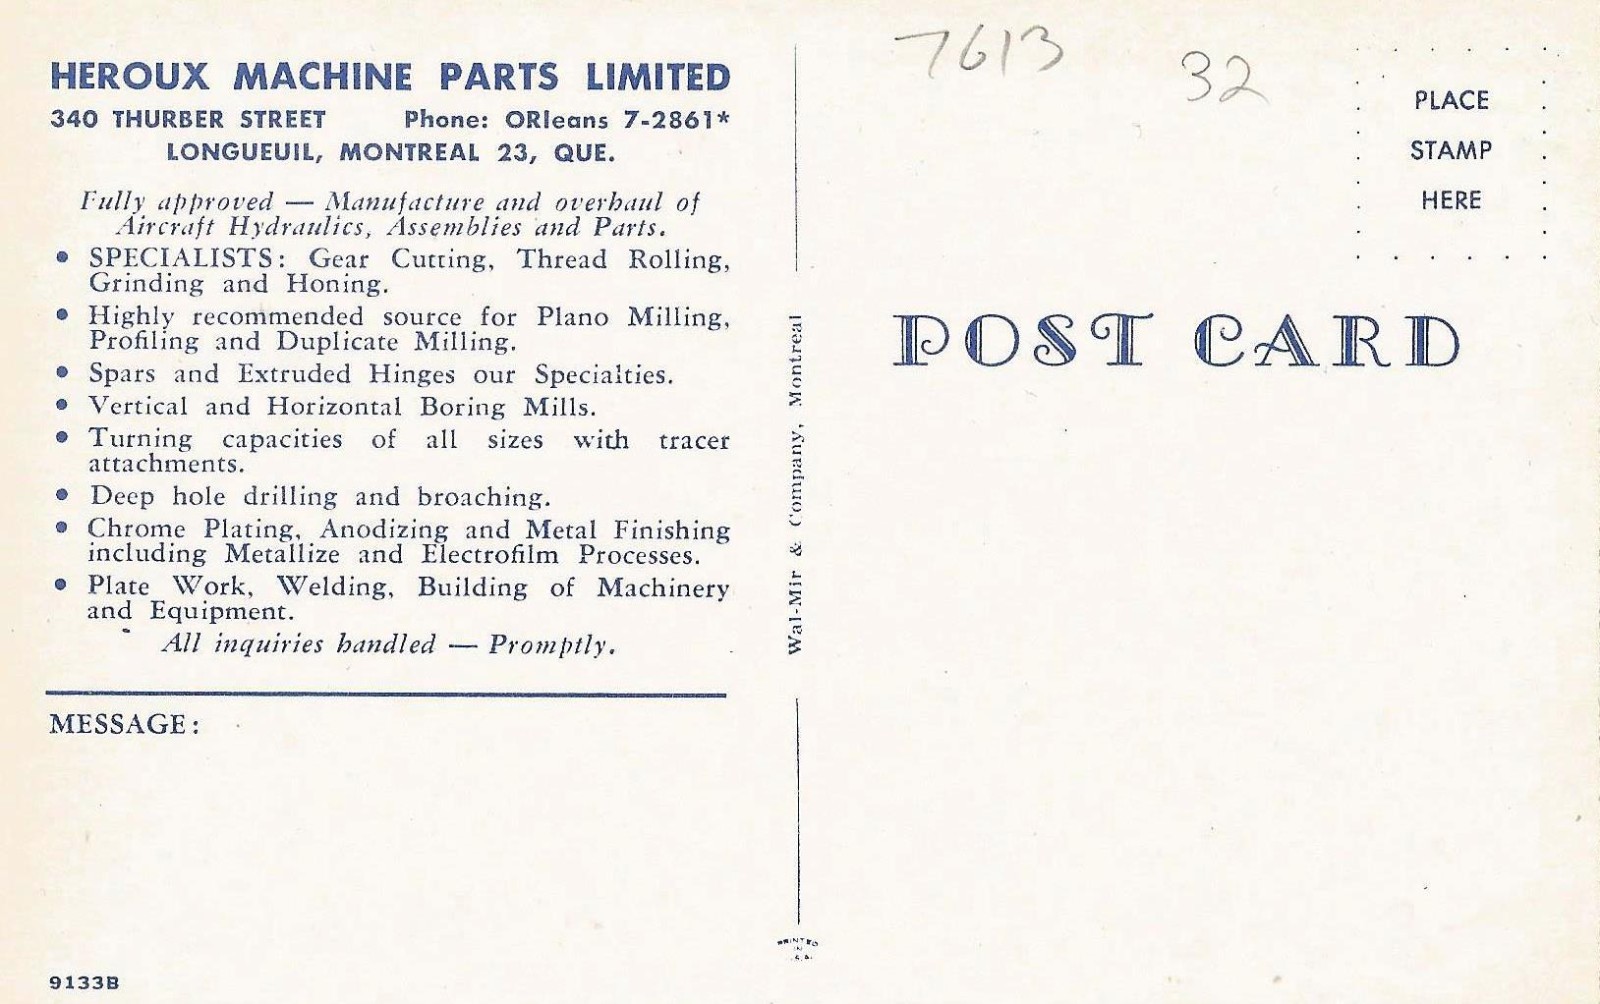 HEROUX MACHINE PARTS LIMITED
340 THURBER STREET Phone: ORleans 7-2861*
LONGUEUIL, MONTREAL 23, QUE.
Fully approved — Manufacture and overhaul of
Aircraft Hydraulics, Assemblies and Parts.
• SPECIALISTS: Gear Cutting, Thread Rolling,
Grinding and Honing.
• Highly recommended source for Plano Milling,
Profiling and Duplicate Milling.
• Spars and Extruded Hinges our Specialties.
• Vertical and Horizontal Boring Mills.
• Turning capacities of all sizes with tracer
attachments.
• Deep hole drilling and broaching.
• Chrome Plating, Anodizing and Metal Finishing
including Metallize and Electrofilm Processes.
• Plate Work, Welding, Building of Machinery
and Equipment.
All inquiries handled — Promptly.
MESSAGE:
9133B
Wal-Mir & Company, Montreal
PRINTED
IN
7613
32
PLACE
STAMP
HERE
POST CARD